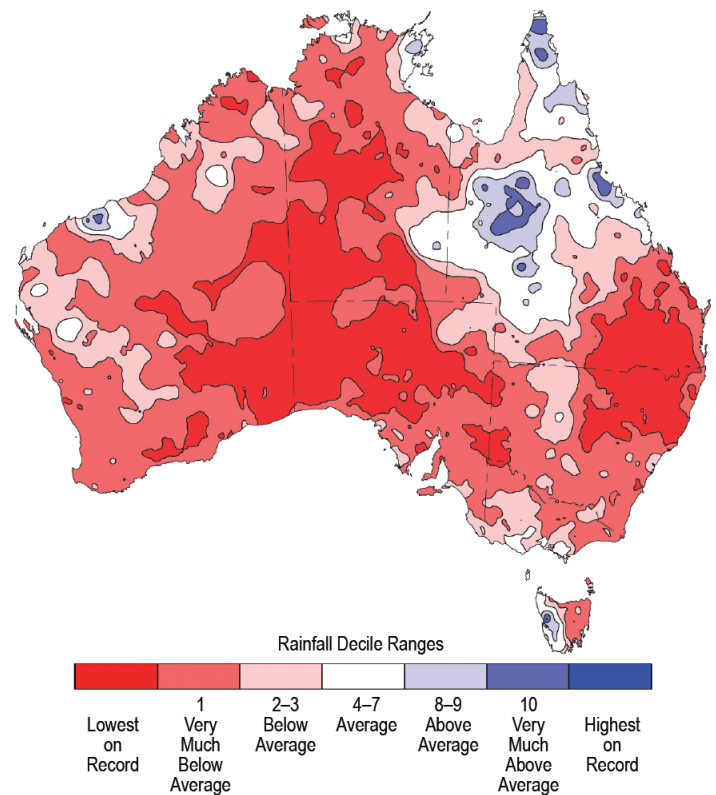 Rainfall Decile Ranges
Lowest
on
Record
1
Very
Much
Below
Average
2–3
Below
Average
4–7
Average
8–9
Above
Average
10
Very
Much
Above
Average
Highest
on
Record